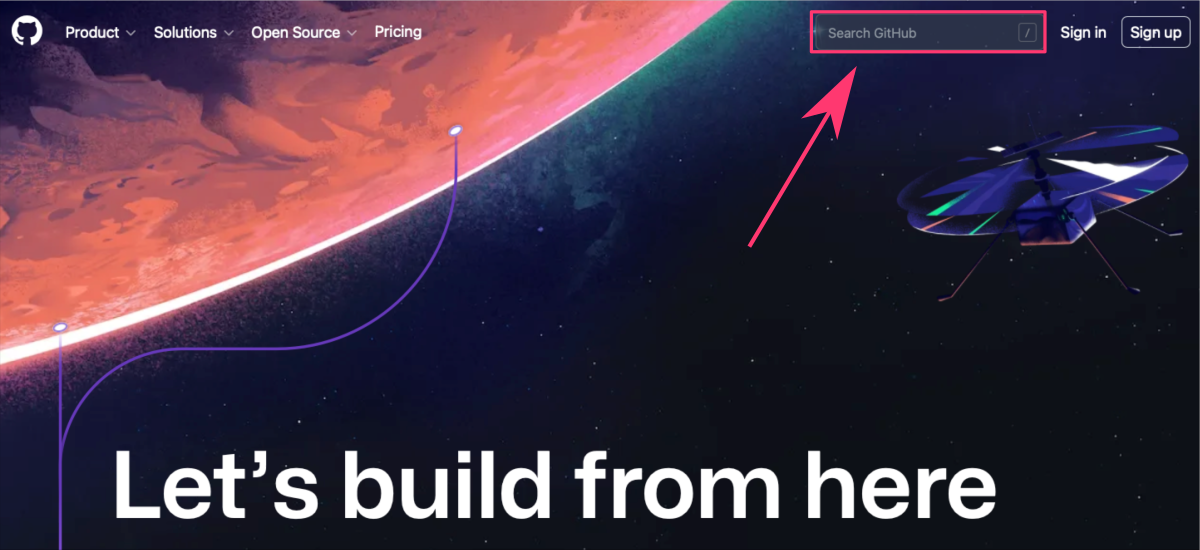 Product Solutions Open Source Pricing Search GitHub / Sign in Sign up
Let’s build from here